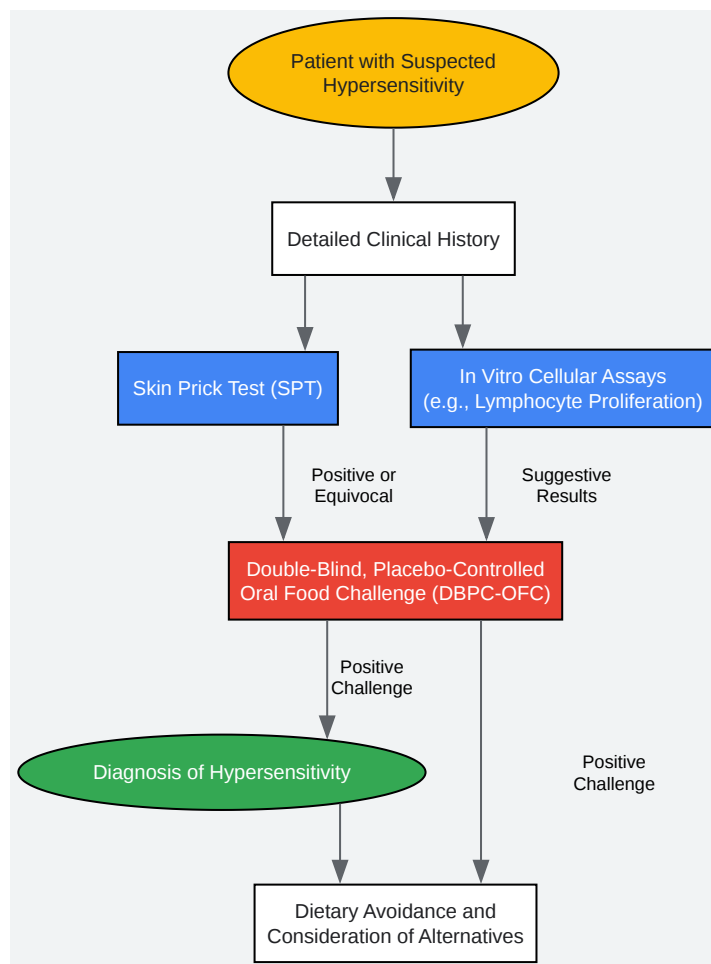 Patient with Suspected
Hypersensitivity
Detailed Clinical History
Skin Prick Test (SPT)
In Vitro Cellular Assays
(e.g., Lymphocyte Proliferation)
Positive or
Equivocal
Suggestive
Results
Double-Blind, Placebo-Controlled
Oral Food Challenge (DBPC-OFC)
Positive
Challenge
Diagnosis of Hypersensitivity
Positive
Challenge
Dietary Avoidance and
Consideration of Alternatives